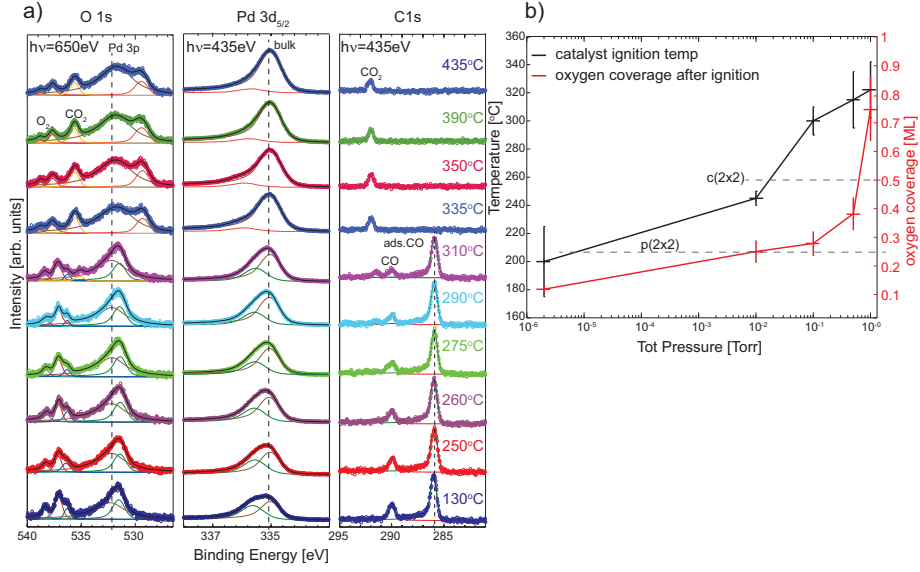 a)
O 1s
Pd 3d5/2
C1s
hν=650eV
Pd 3p
hν=435eV
bulk
hν=435eV
CO2
435°C
O2
CO2
390°C
350°C
335°C
ads.CO
CO
310°C
290°C
275°C
260°C
250°C
130°C
Intensity [arb. units]
540 535 530
337 335
295 290 285
Binding Energy [eV]
b)
catalyst ignition temp
oxygen coverage after ignition
c(2x2)
p(2x2)
Temperature [°C]
360
340
320
300
280
260
240
220
200
180
160
oxygen coverage [ML]
1
0.9
0.8
0.7
0.6
0.5
0.4
0.3
0.2
0.1
10-6 10-5 10-4 10-3 10-2 10-1 10-0
Tot Pressure [Torr]